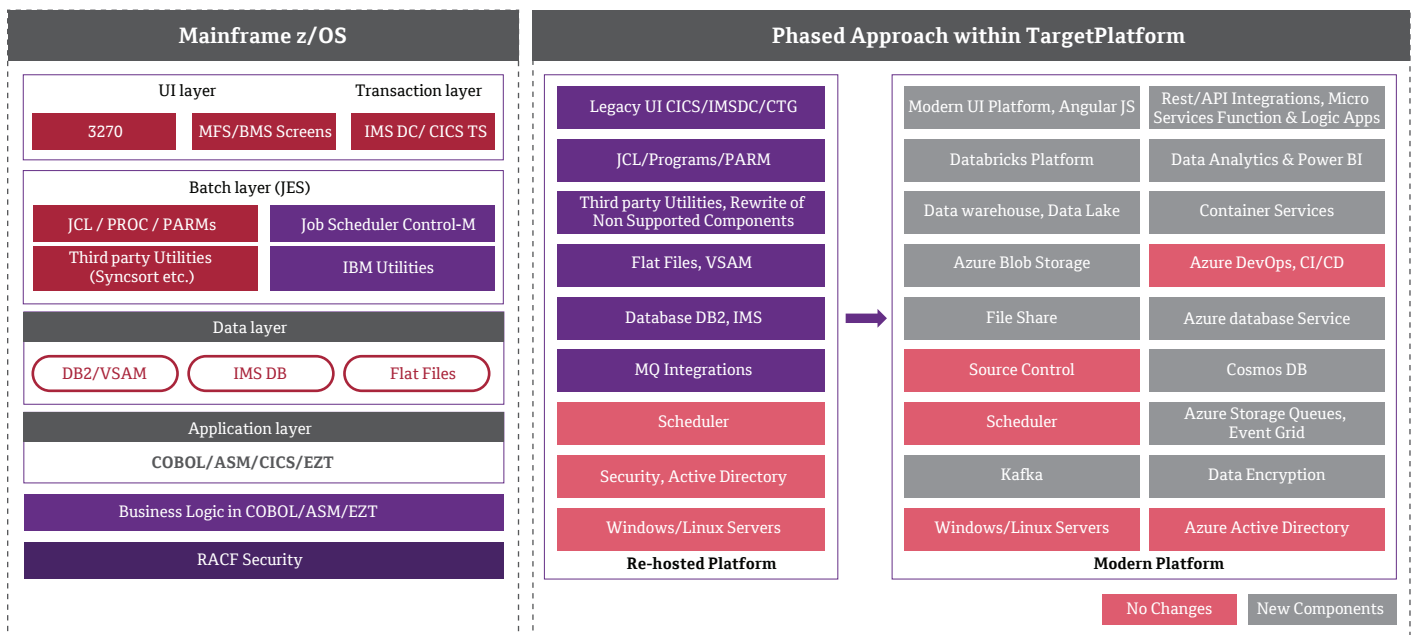 Mainframe z/OS
UI layer
Transaction layer
3270
MFS/BMS Screens
IMS DC/ CICS TS
Batch layer (JES)
JCL / PROC / PARMs
Job Scheduler Control-M
Third party Utilities
(Syncsort etc.)
IBM Utilities
Data layer
DB2/VSAM
IMS DB
Flat Files
Application layer
COBOL/ASM/CICS/EZT
Business Logic in COBOL/ASM/EZT
RACF Security
Phased Approach within TargetPlatform
Legacy UI CICS/IMSDC/CTG
JCL/Programs/PARM
Third party Utilities, Rewrite of
Non Supported Components
Flat Files, VSAM
Database DB2, IMS
MQ Integrations
Scheduler
Security, Active Directory
Windows/Linux Servers
Re-hosted Platform
Modern UI Platform, Angular JS
Rest/API Integrations, Micro
Services Function & Logic Apps
Databricks Platform
Data Analytics & Power BI
Data warehouse, Data Lake
Container Services
Azure Blob Storage
Azure DevOps, CI/CD
File Share
Azure database Service
Source Control
Cosmos DB
Scheduler
Azure Storage Queues,
Event Grid
Kafka
Data Encryption
Windows/Linux Servers
Azure Active Directory
Modern Platform
No Changes
New Components